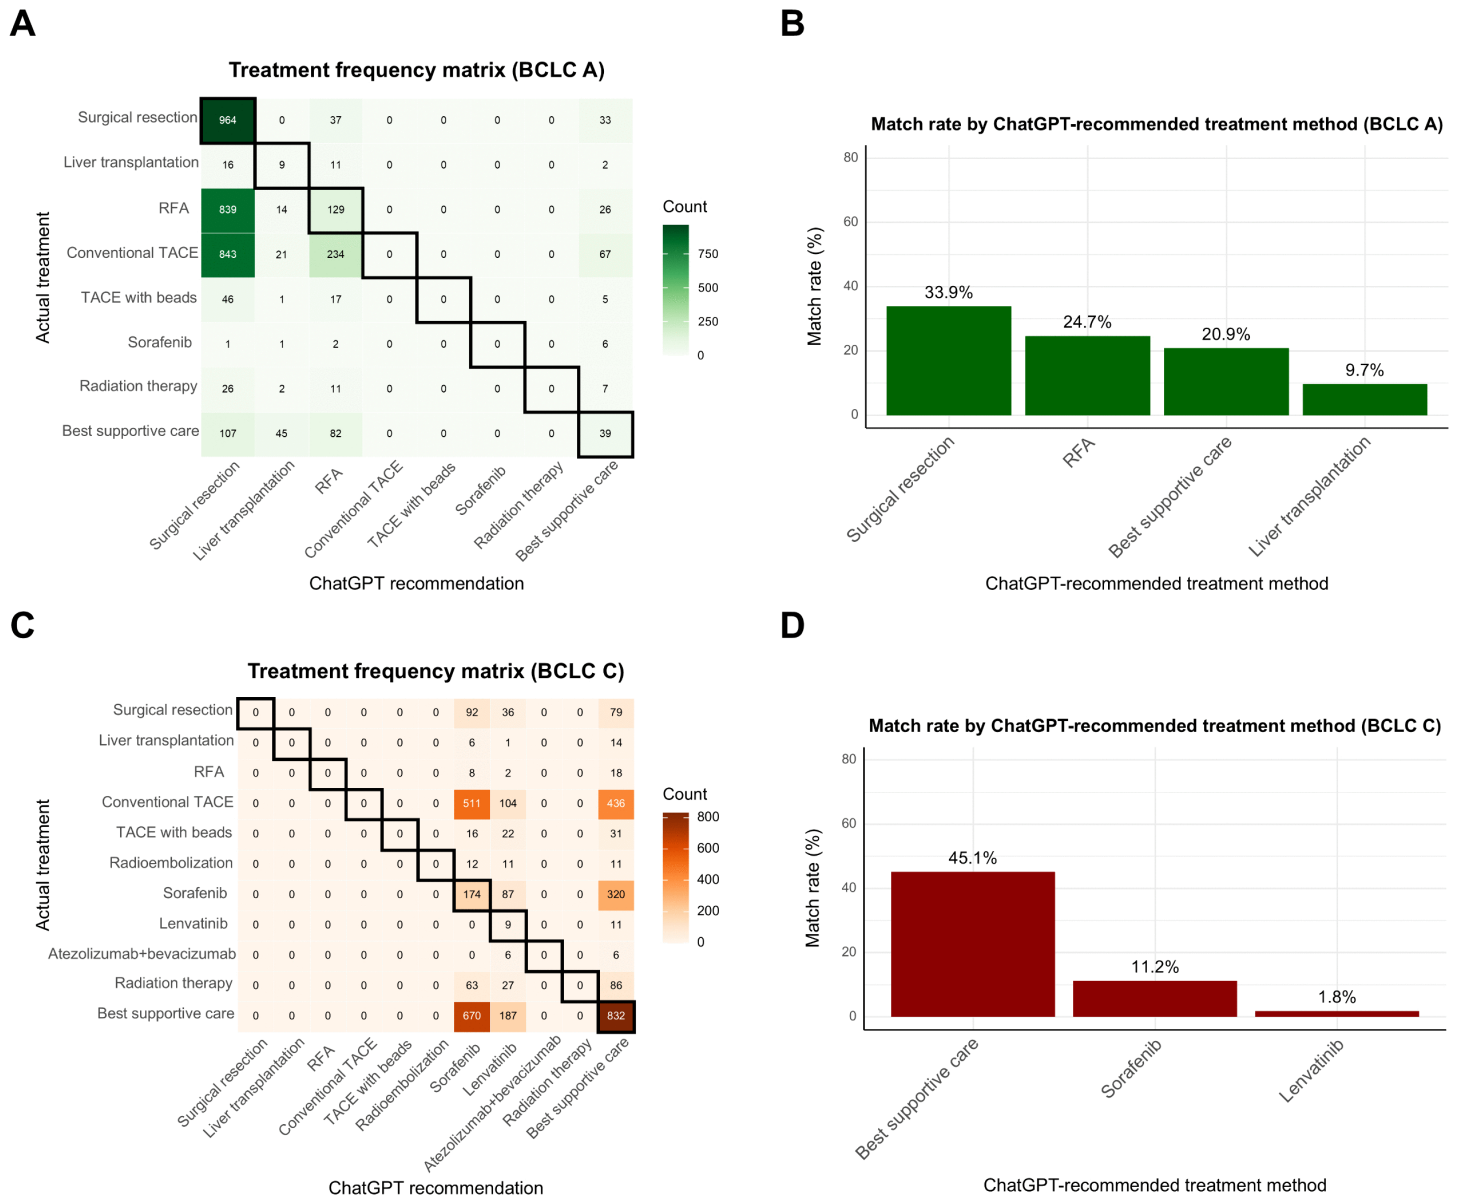 A
Treatment frequency matrix (BCLC A)
Actual treatment
Surgical resection 964 0 37 0 0 0 0 33
Liver transplantation 16 9 11 0 0 0 0 2
RFA 839 14 129 0 0 0 0 26
Conventional TACE 843 21 234 0 0 0 0 67
TACE with beads 46 1 17 0 0 0 0 5
Sorafenib 1 1 2 0 0 0 0 6
Radiation therapy 26 2 11 0 0 0 0 7
Best supportive care 107 45 82 0 0 0 0 39
Surgical resection
Liver transplantation
RFA
Conventional TACE
TACE with beads
Sorafenib
Radiation therapy
Best supportive care
ChatGPT recommendation
Count
750
500
250
0
B
Match rate by ChatGPT-recommended treatment method (BCLC A)
Match rate (%)
80
60
40
20
0
33.9%
24.7%
20.9%
9.7%
Surgical resection
RFA
Best supportive care
Liver transplantation
ChatGPT-recommended treatment method
C
Treatment frequency matrix (BCLC C)
Actual treatment
Surgical resection 0 0 0 0 0 0 92 36 0 0 79
Liver transplantation 0 0 0 0 0 0 6 1 0 0 14
RFA 0 0 0 0 0 0 8 2 0 0 18
Conventional TACE 0 0 0 0 0 0 511 104 0 0 436
TACE with beads 0 0 0 0 0 0 16 22 0 0 31
Radioembolization 0 0 0 0 0 0 12 11 0 0 11
Sorafenib 0 0 0 0 0 0 174 87 0 0 320
Lenvatinib 0 0 0 0 0 0 0 9 0 0 11
Atezolizumab+bevacizumab 0 0 0 0 0 0 0 6 0 0 6
Radiation therapy 0 0 0 0 0 0 63 27 0 0 86
Best supportive care 0 0 0 0 0 0 670 187 0 0 832
Surgical resection
Liver transplantation
RFA
Conventional TACE
TACE with beads
Radioembolization
Sorafenib
Lenvatinib
Atezolizumab+bevacizumab
Radiation therapy
Best supportive care
ChatGPT recommendation
Count
800
600
400
200
0
D
Match rate by ChatGPT-recommended treatment method (BCLC C)
Match rate (%)
80
60
40
20
0
45.1%
11.2%
1.8%
Best supportive care
Sorafenib
Lenvatinib
ChatGPT-recommended treatment method